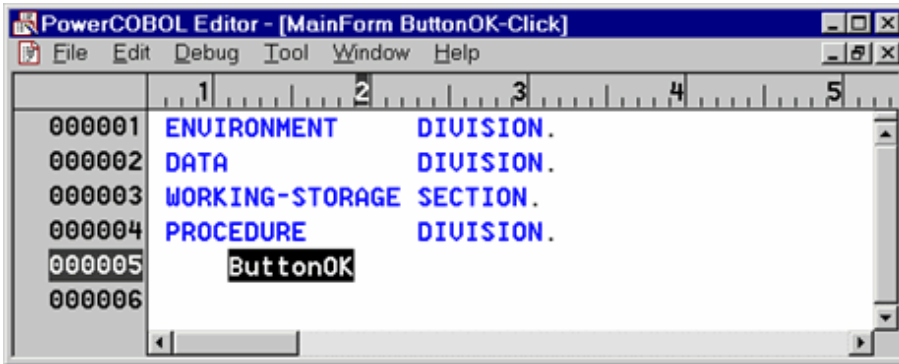 PowerCOBOL Editor - [MainForm ButtonOK-Click]
File Edit Debug Tool Window Help
1 2 3 4 5
000001 ENVIRONMENT DIVISION.
000002 DATA DIVISION.
000003 WORKING-STORAGE SECTION.
000004 PROCEDURE DIVISION.
000005 ButtonOK
000006